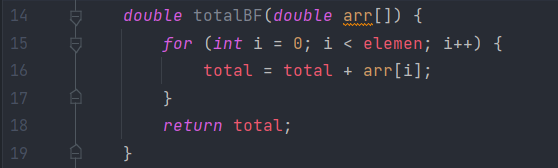 14 double totalBF(double arr[]) {
15 for (int i = 0; i < elemen; i++) {
16 total = total + arr[i];
17 }
18 return total;
19 }